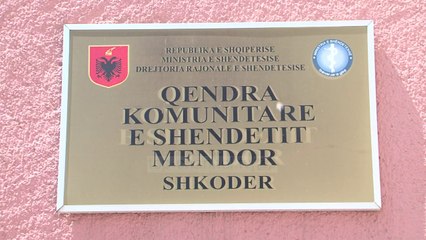 REPUBLIKA E SHQIPERISE
MINISTRIA E SHENDETESISE
DREJTORIA RAJONALE E SHENDETESISE
QENDRA
KOMUNITARE
E SHENDETIT
MENDOR
SHKODER